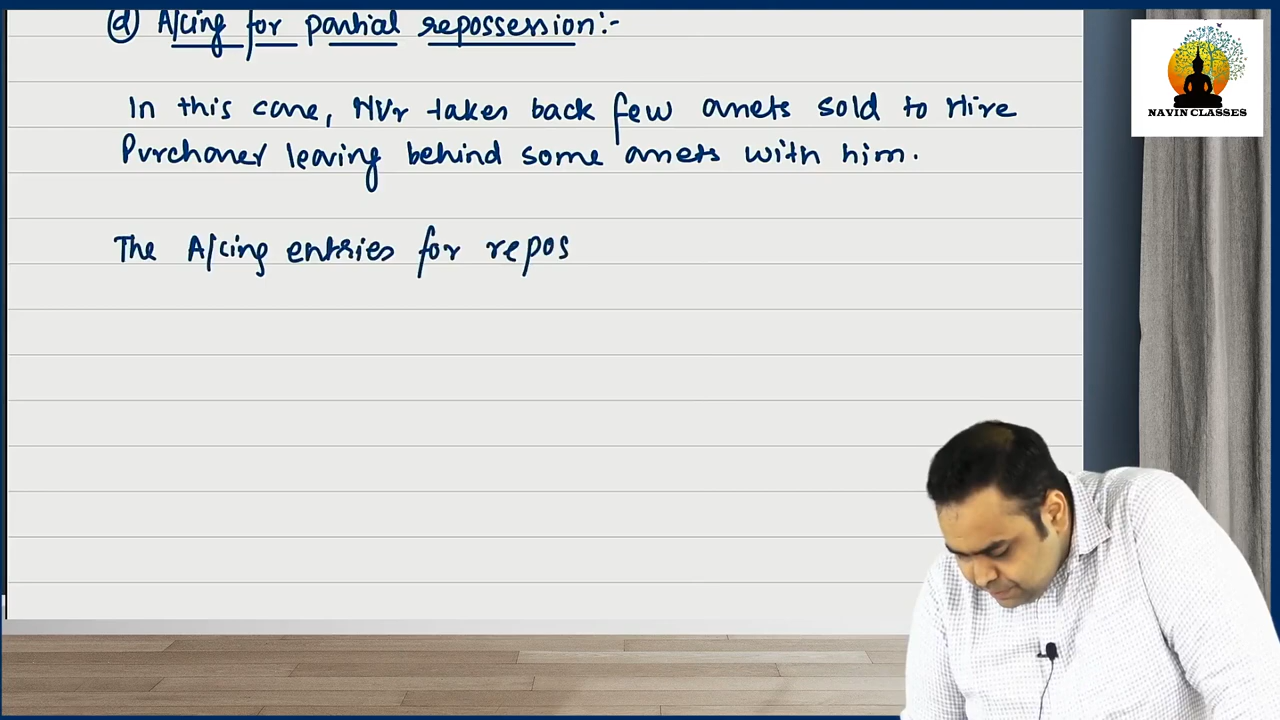 (d) A/cing for partial repossession:-
In this case, HVr takes back few assets sold to Hire
Purchaser leaving behind some assets with him.
The A/cing entries for repos
NAVIN CLASSES